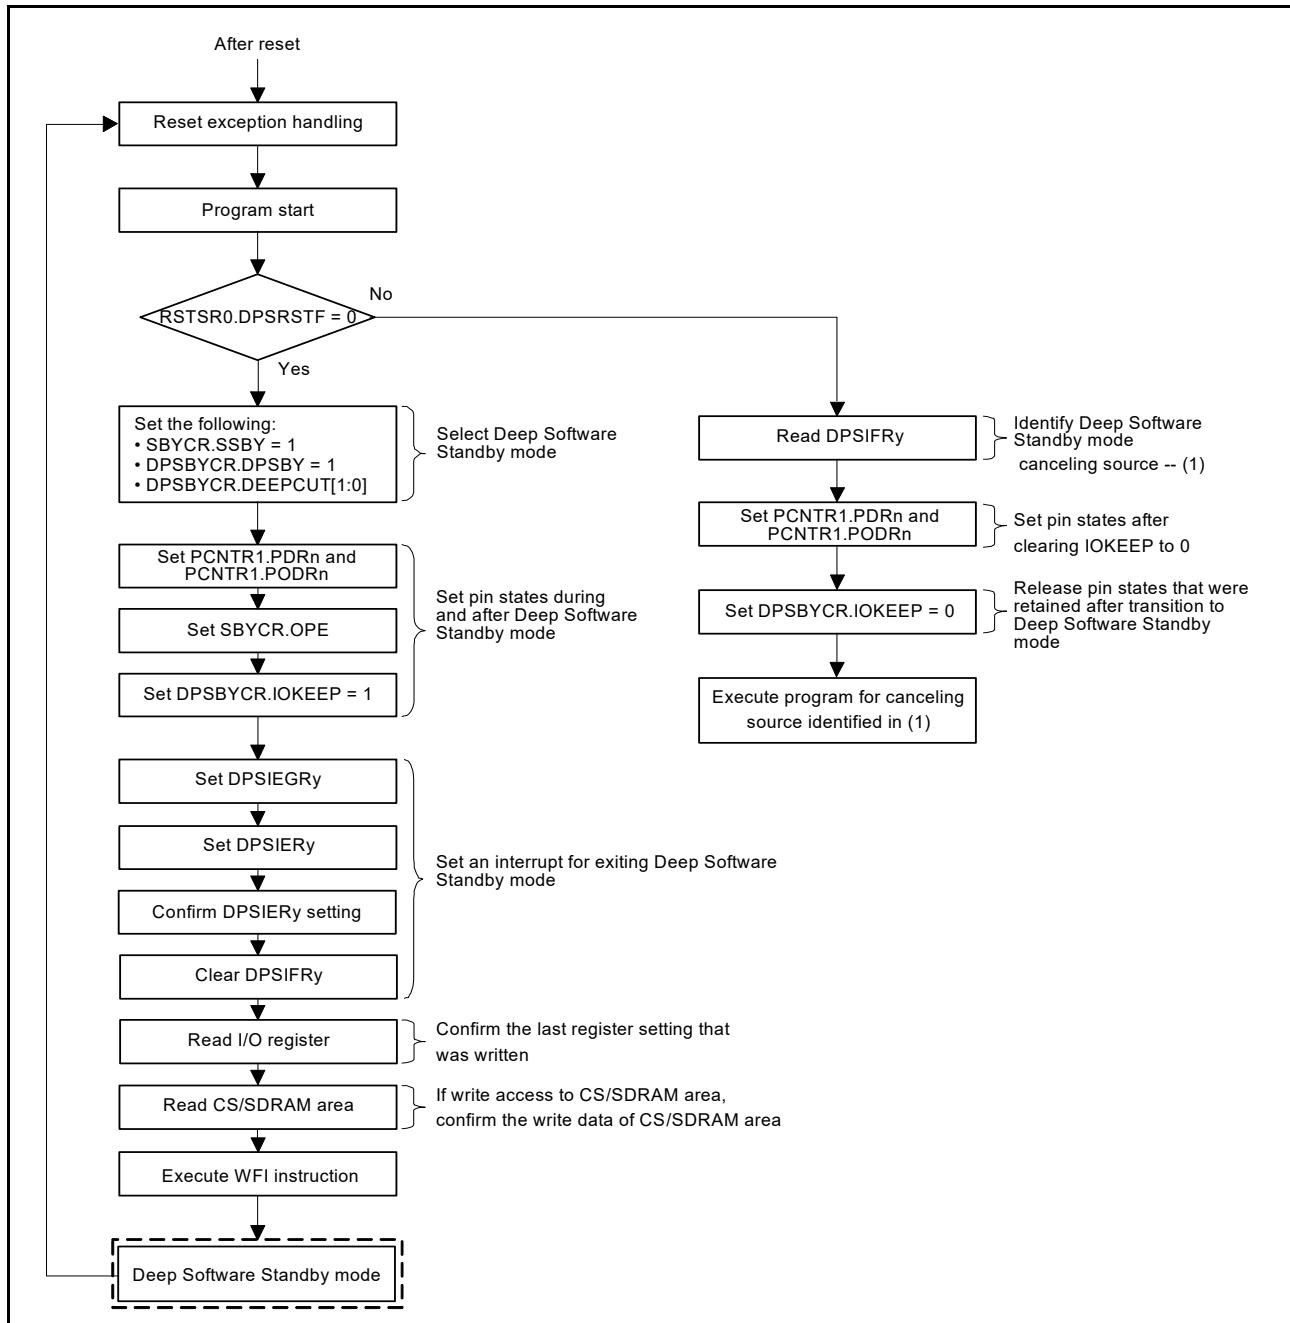 After reset
Reset exception handling
Program start
RSTSR0.DPSRSTF = 0
No
Yes
Set the following:
• SBYCR.SSBY = 1
• DPSBYCR.DPSBY = 1
• DPSBYCR.DEEPCUT[1:0]
Select Deep Software
Standby mode
Set PCNTR1.PDRn and
PCNTR1.PODRn
Set SBYCR.OPE
Set DPSBYCR.IOKEEP = 1
Set pin states during
and after Deep Software
Standby mode
Set DPSIEGRy
Set DPSIERy
Confirm DPSIERy setting
Clear DPSIFRy
Set an interrupt for exiting Deep Software
Standby mode
Read I/O register
Confirm the last register setting that
was written
Read CS/SDRAM area
If write access to CS/SDRAM area,
confirm the write data of CS/SDRAM area
Execute WFI instruction
Deep Software Standby mode
Read DPSIFRy
Identify Deep Software
Standby mode
canceling source -- (1)
Set PCNTR1.PDRn and
PCNTR1.PODRn
Set pin states after
clearing IOKEEP to 0
Set DPSBYCR.IOKEEP = 0
Release pin states that were
retained after transition to
Deep Software Standby
mode
Execute program for canceling
source identified in (1)